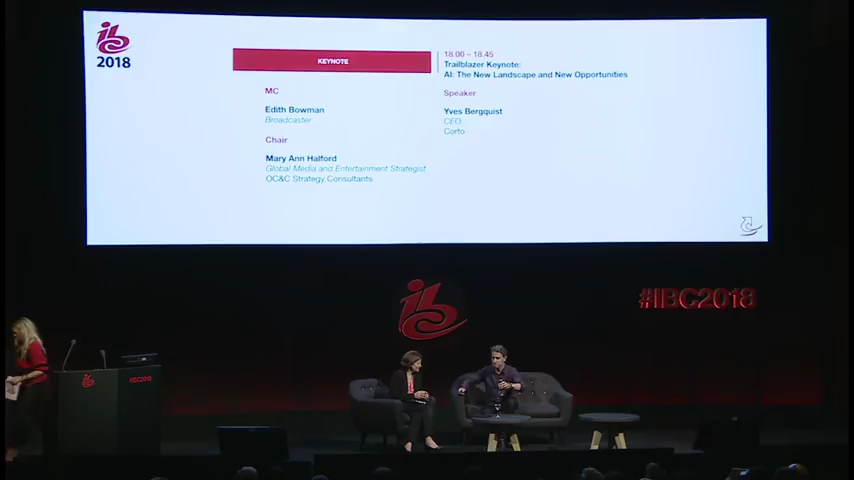 ibc
2018
KEYNOTE
MC
Edith Bowman
Broadcaster
Chair
Mary Ann Halford
Global Media and Entertainment Strategist
OC&C Strategy Consultants
18.00 – 18.45
Trailblazer Keynote:
AI: The New Landscape and New Opportunities
Speaker
Yves Bergquist
CEO
Corto
ibc
#IBC2018
#IBC2018